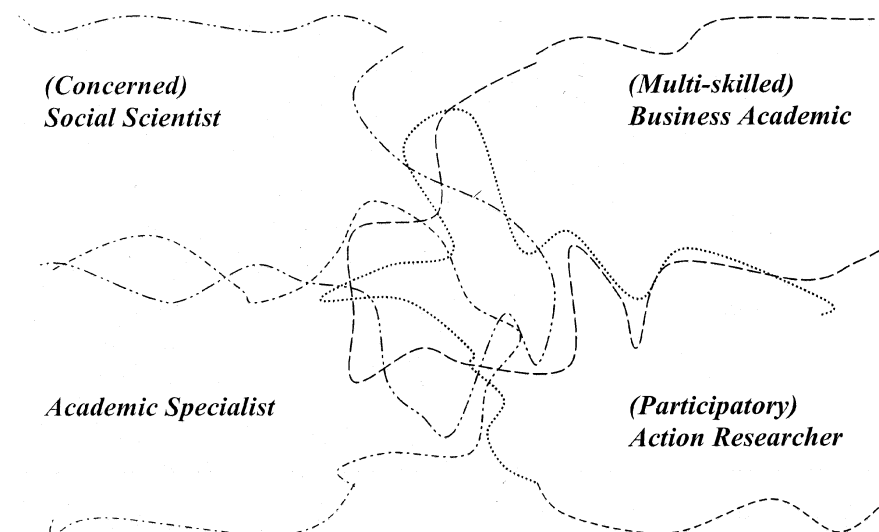 (Concerned)
Social Scientist
(Multi-skilled)
Business Academic
Academic Specialist
(Participatory)
Action Researcher